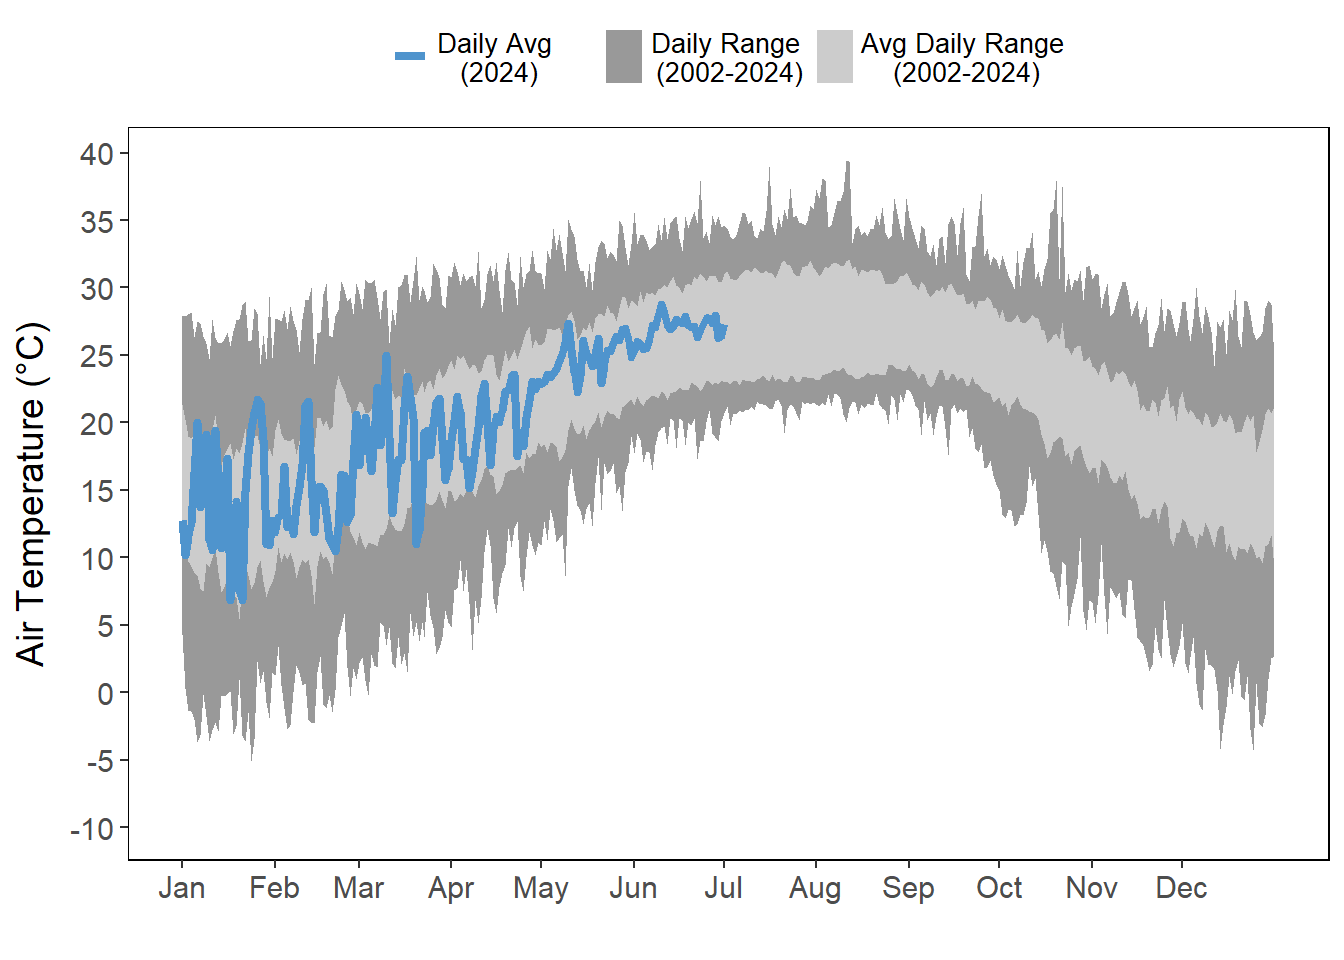 Daily Avg
(2024)
Daily Range
(2002-2024)
Avg Daily Range
(2002-2024)
Air Temperature (°C)
40
35
30
25
20
15
10
5
0
-5
-10
Jan Feb Mar Apr May Jun Jul Aug Sep Oct Nov Dec